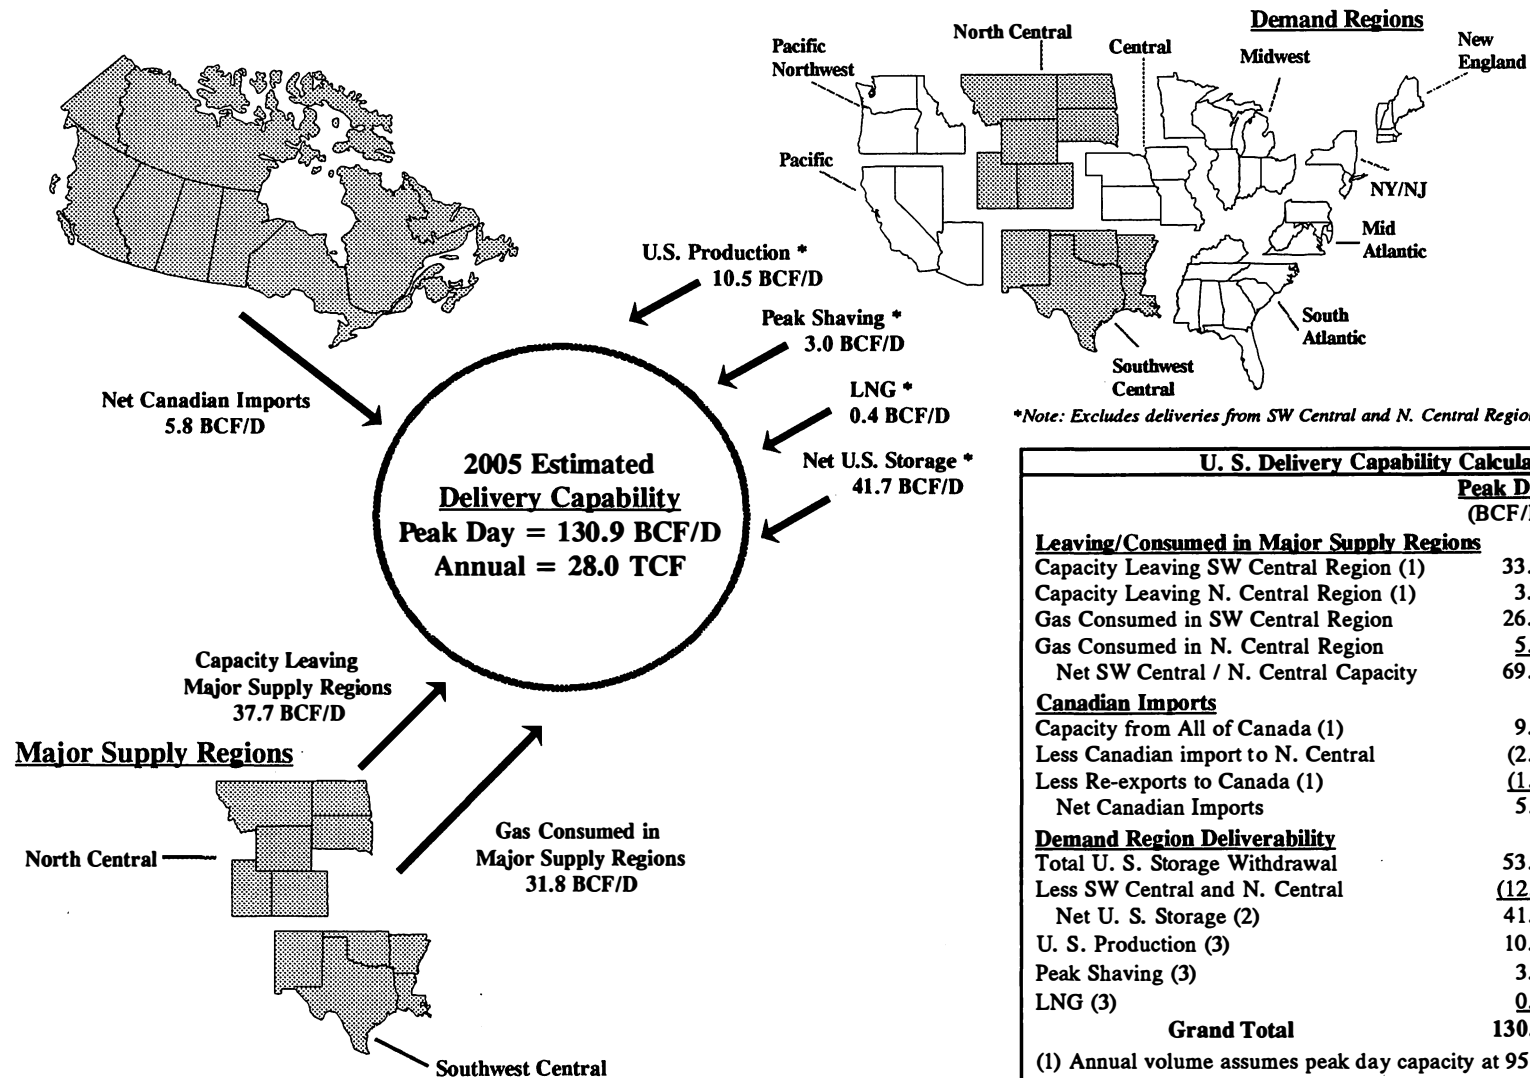 Demand Regions
Pacific
Northwest
North Central
Central
Midwest
New
England
Pacific
NY/NJ
Mid
Atlantic
South
Atlantic
Southwest
Central
U.S. Production *
10.5 BCF/D
Peak Shaving *
3.0 BCF/D
LNG *
0.4 BCF/D
Net U.S. Storage *
41.7 BCF/D
Net Canadian Imports
5.8 BCF/D
2005 Estimated
Delivery Capability
Peak Day = 130.9 BCF/D
Annual = 28.0 TCF
Capacity Leaving
Major Supply Regions
37.7 BCF/D
Major Supply Regions
North Central
Gas Consumed in
Major Supply Regions
31.8 BCF/D
Southwest Central
*Note: Excludes deliveries from SW Central and N. Central
U. S. Delivery Capability
Peak
Leaving/Consumed in Major Supply Regions
Capacity Leaving SW Central Region (1) 33.
Capacity Leaving N. Central Region (1) 3.
Gas Consumed in SW Central Region 26.
Gas Consumed in N. Central Region 5.
Net SW Central / N. Central Capacity 69.
Canadian Imports
Capacity from All of Canada (1) 9.
Less Canadian import to N. Central (2.
Less Re-exports to Canada (1) (1.
Net Canadian Imports 5.
Demand Region Deliverability
Total U. S. Storage Withdrawal 53.
Less SW Central and N. Central (12.
Net U. S. Storage (2) 41.
U. S. Production (3) 10.
Peak Shaving (3) 3.
LNG (3) 0.
Grand Total 130.
(1) Annual volume assumes peak day capacity at 95